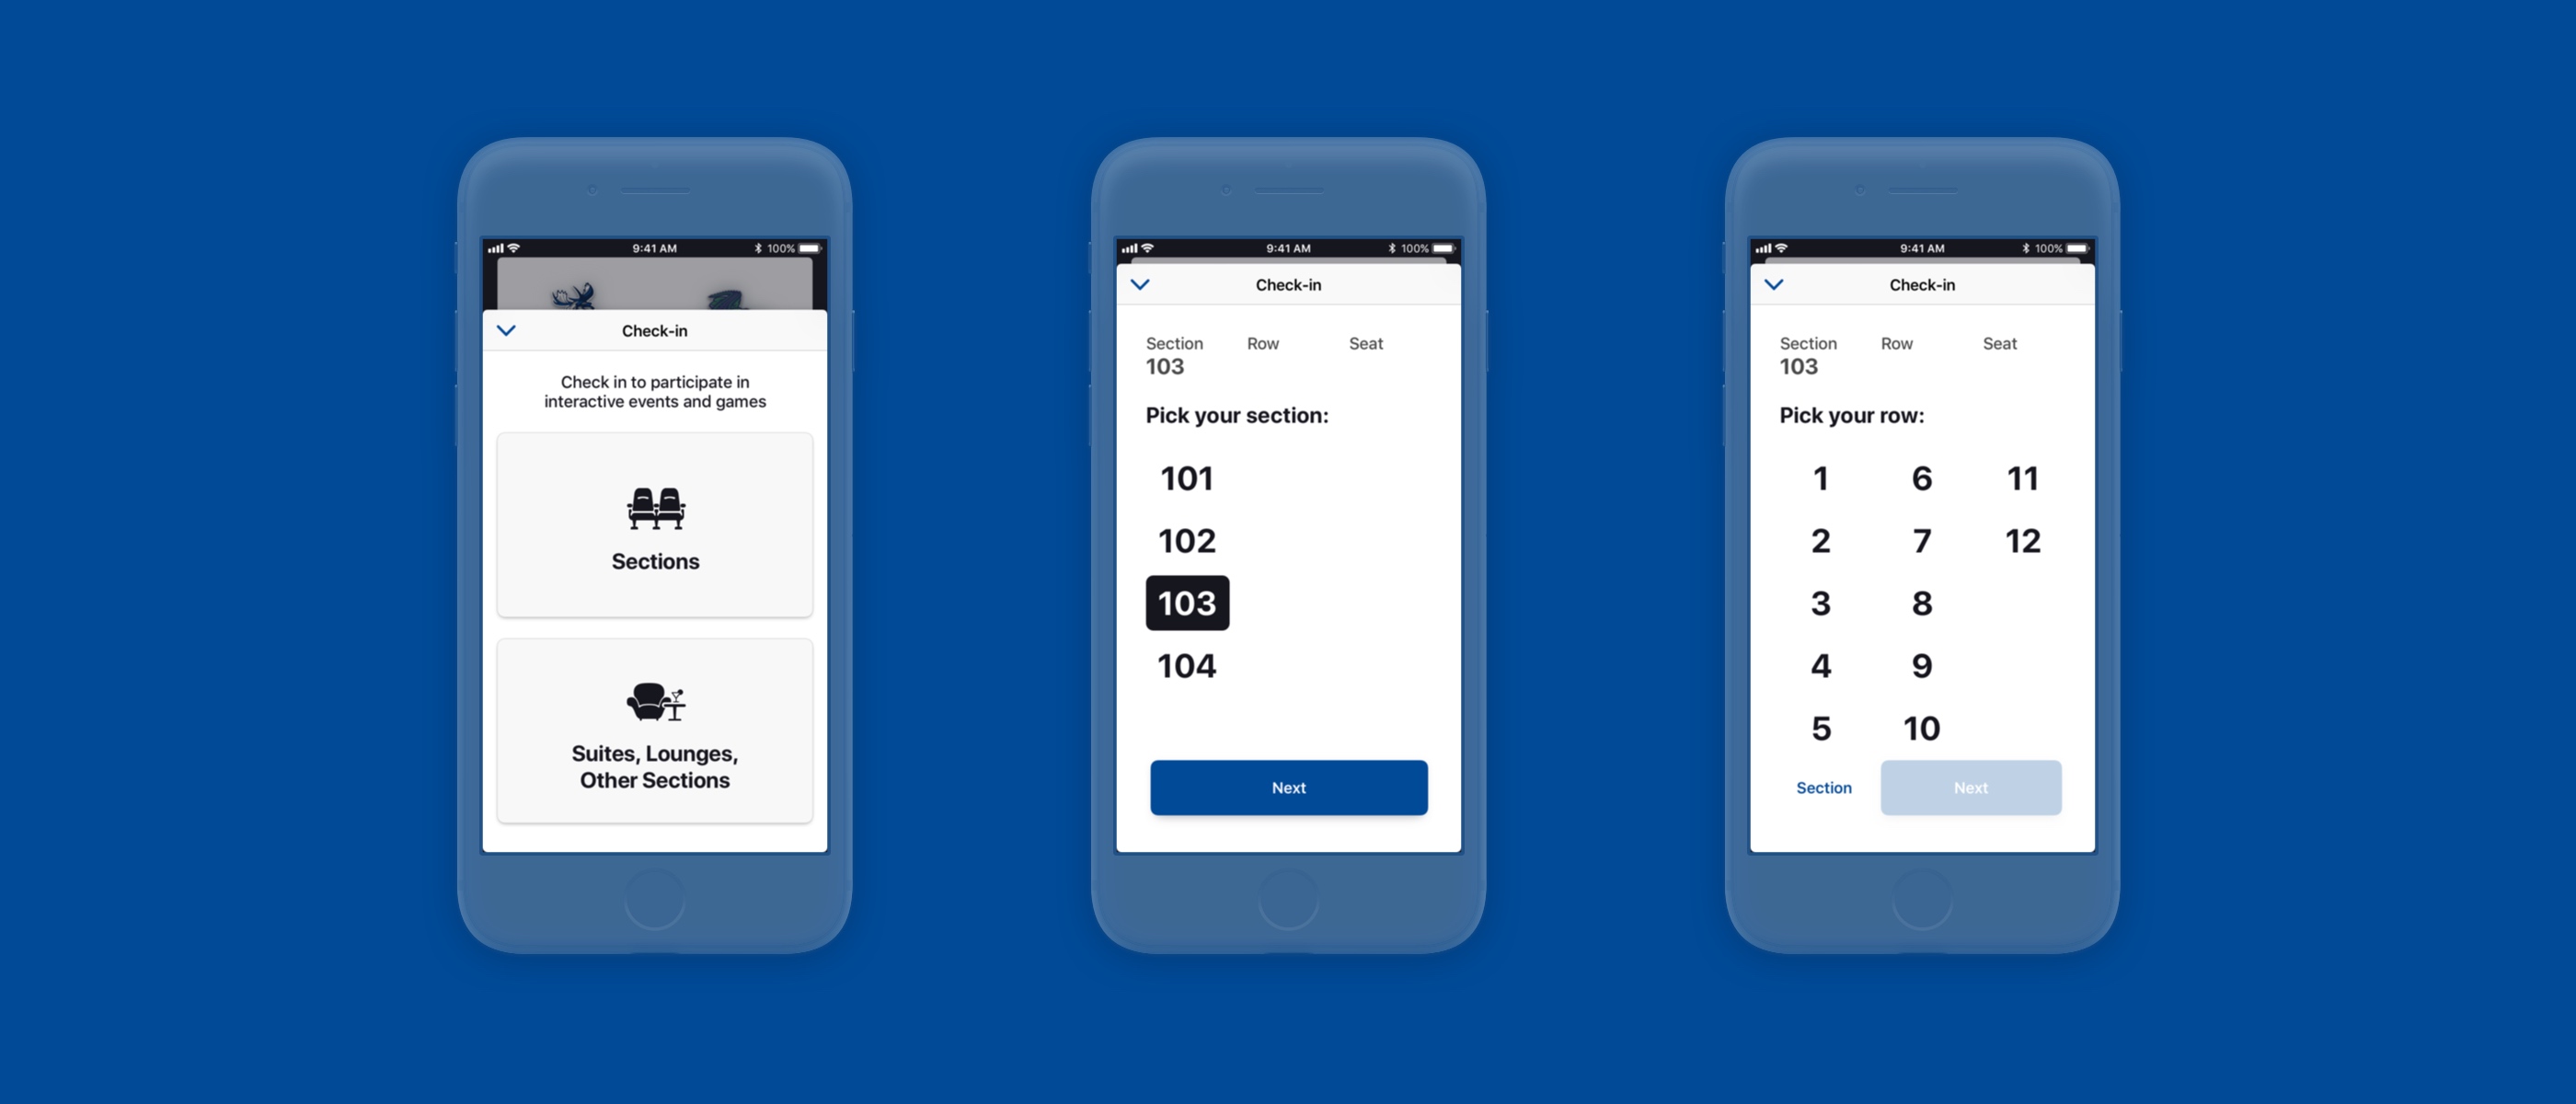 9:41 AM
100%
Check-in
Check in to participate in
interactive events and games
Sections
Suites, Lounges,
Other Sections
9:41 AM
100%
Check-in
Section Row Seat
103
Pick your section:
101
102
103
104
Next
9:41 AM
100%
Check-in
Section Row Seat
103
Pick your row:
1 6 11
2 7 12
3 8
4 9
5 10
Section Next